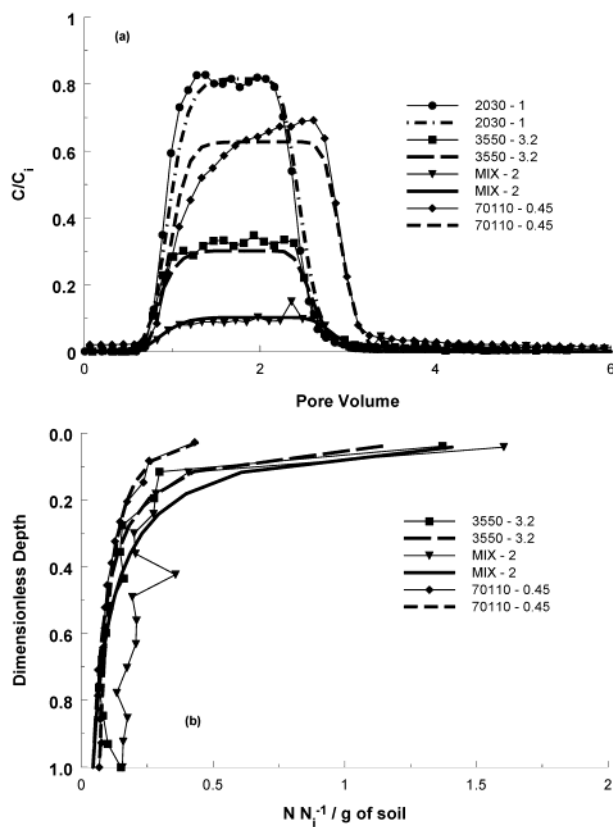 (a)
1
0.8
0.6
0.4
0.2
0
C/Ci
0 2 4 6
Pore Volume
2030 - 1
2030 - 1
3550 - 3.2
3550 - 3.2
MIX - 2
MIX - 2
70110 - 0.45
70110 - 0.45
0.0
0.2
0.4
0.6
0.8
1.0
Dimensionless Depth
3550 - 3.2
3550 - 3.2
MIX - 2
MIX - 2
70110 - 0.45
70110 - 0.45
(b)
0 0.5 1 1.5 2
N Ni-1 / g of soil